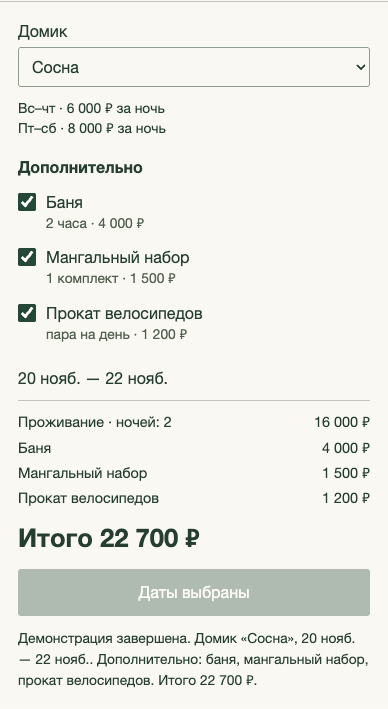 Домик
Сосна
Вс–чт · 6 000 ₽ за ночь
Пт–сб · 8 000 ₽ за ночь
Дополнительно
Баня
2 часа · 4 000 ₽
Мангальный набор
1 комплект · 1 500 ₽
Прокат велосипедов
пара на день · 1 200 ₽
20 нояб. — 22 нояб.
Проживание · ночей: 2 16 000 ₽
Баня 4 000 ₽
Мангальный набор 1 500 ₽
Прокат велосипедов 1 200 ₽
Итого 22 700 ₽
Даты выбраны
Демонстрация завершена. Домик «Сосна», 20 нояб.
— 22 нояб.. Дополнительно: баня, мангальный набор,
прокат велосипедов. Итого 22 700 ₽.